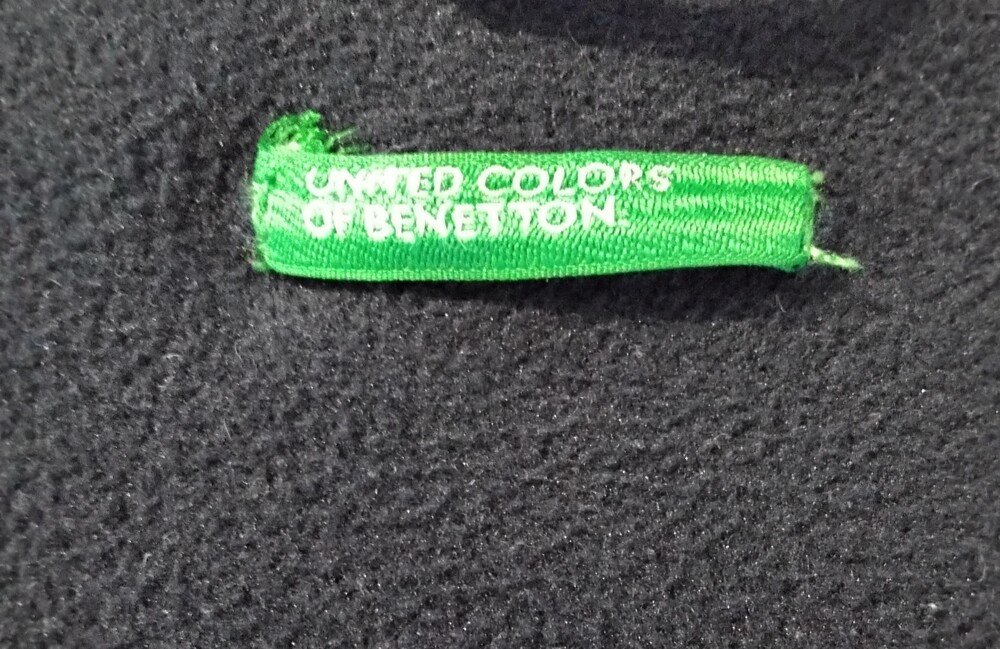 UNITED COLORS
OF BENETTON.